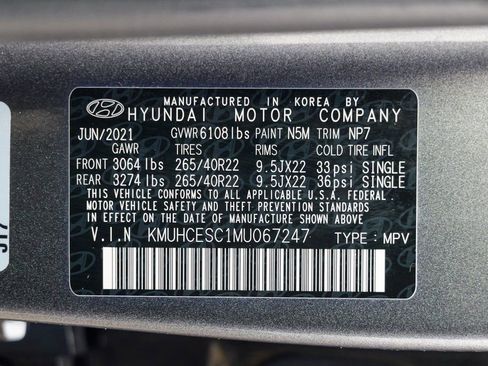 MANUFACTURED IN KOREA BY
HYUNDAI MOTOR COMPANY
JUN/2021 GVWR 6108lbs PAINT N5M TRIM NP7
GAWR TIRES RIMS COLD TIRE INFL
FRONT 3064lbs 265/40R22 9.5JX22 33psi SINGLE
REAR 3274lbs 265/40R22 9.5JX22 36psi SINGLE
THIS VEHICLE CONFORMS TO ALL APPLICABLE U.S.A. FEDERAL
MOTOR VEHICLE SAFETY, BUMPER, AND THEFT PREVENTION STANDARDS
IN EFFECT ON THE DATE OF MANUFACTURE SHOWN ABOVE.
V.I.N KMUHCESC1MU067247 TYPE: MPV